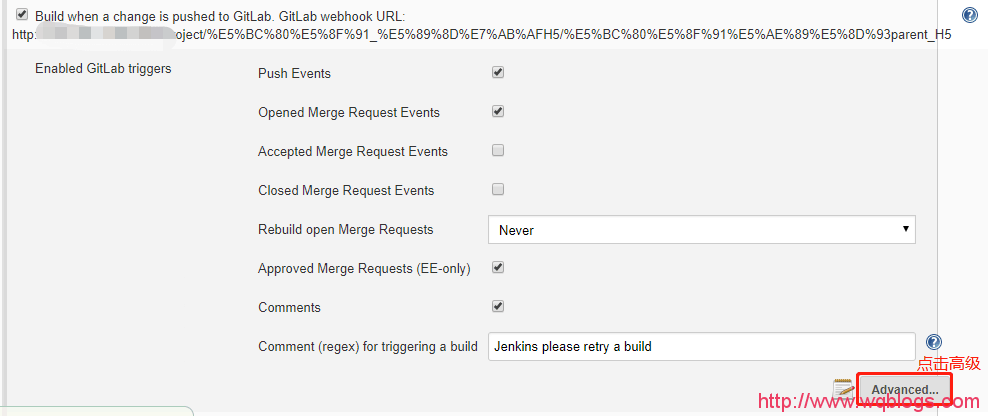 Build when a change is pushed to GitLab. GitLab webhook URL:
http: oject/%E5%BC%80%E5%8F%91_%E5%89%8D%E7%AB%AFH5/%E5%BC%80%E5%8F%91%E5%AE%89%E5%8D%93parent_H5
Enabled GitLab triggers
Push Events
Opened Merge Request Events
Accepted Merge Request Events
Closed Merge Request Events
Rebuild open Merge Requests Never
Approved Merge Requests (EE-only)
Comments
Comment (regex) for triggering a build Jenkins please retry a build
点击高级
Advanced...
http://www.wqblogs.com